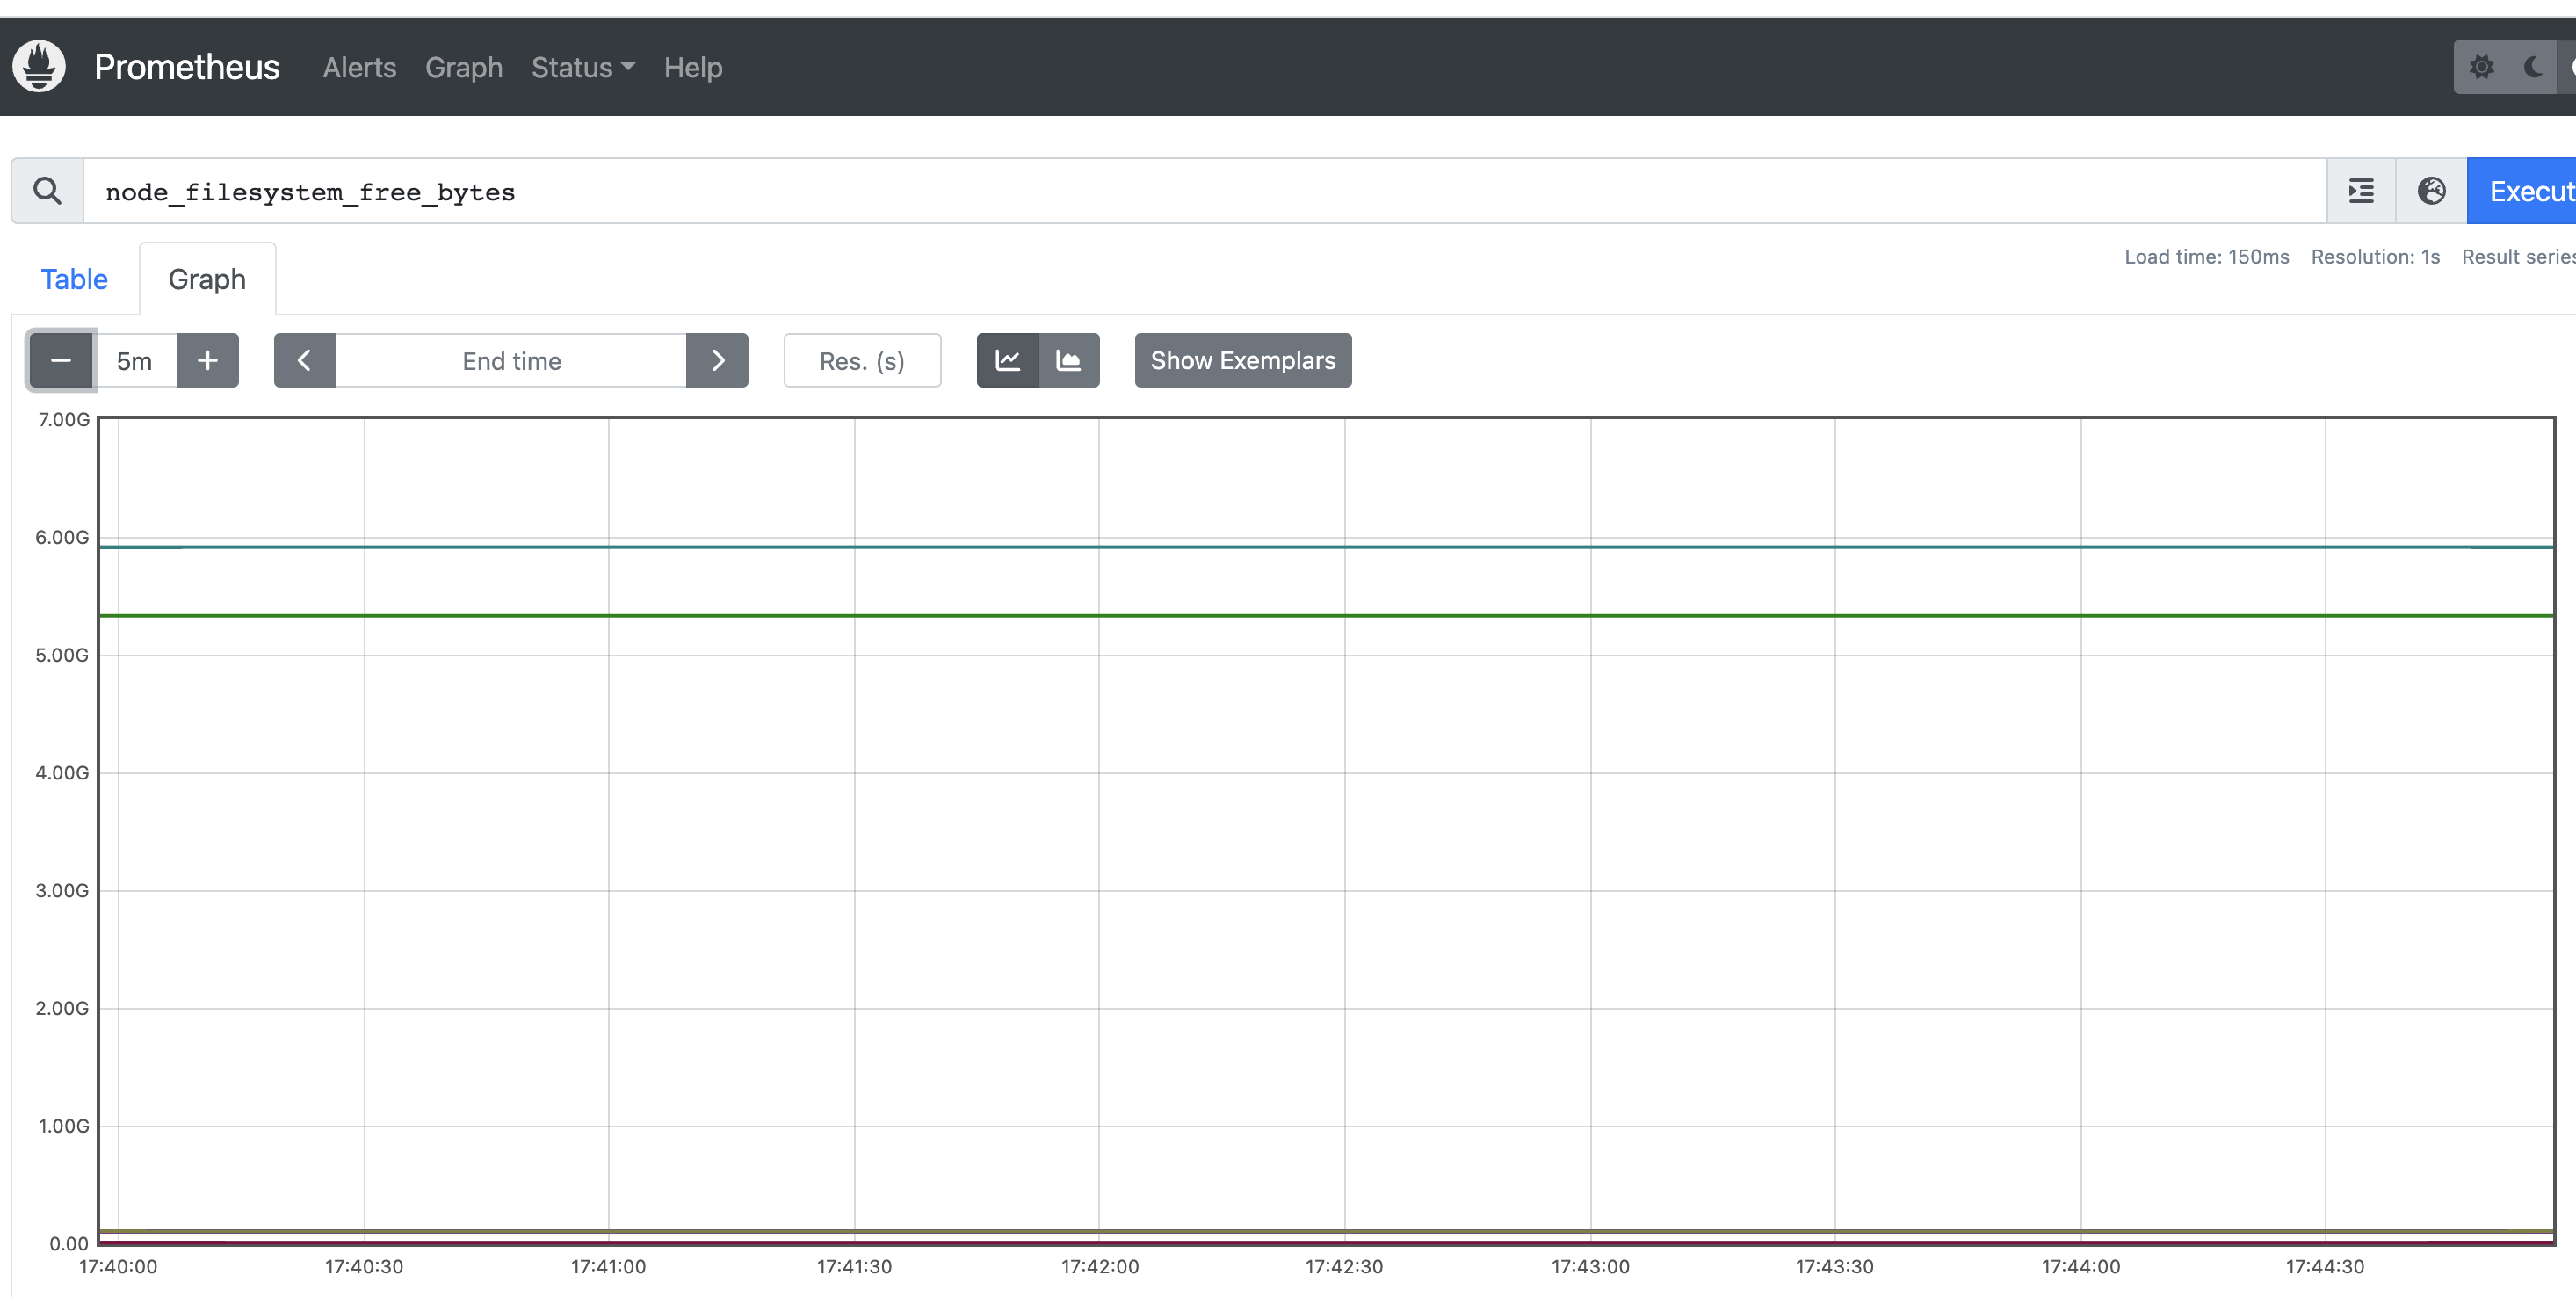 Prometheus Alerts Graph Status Help
node_filesystem_free_bytes
Execut
Load time: 150ms Resolution: 1s Result series
Table Graph
5m End time Res. (s) Show Exemplars
7.00G
6.00G
5.00G
4.00G
3.00G
2.00G
1.00G
0.00
17:40:00 17:40:30 17:41:00 17:41:30 17:42:00 17:42:30 17:43:00 17:43:30 17:44:00 17:44:30